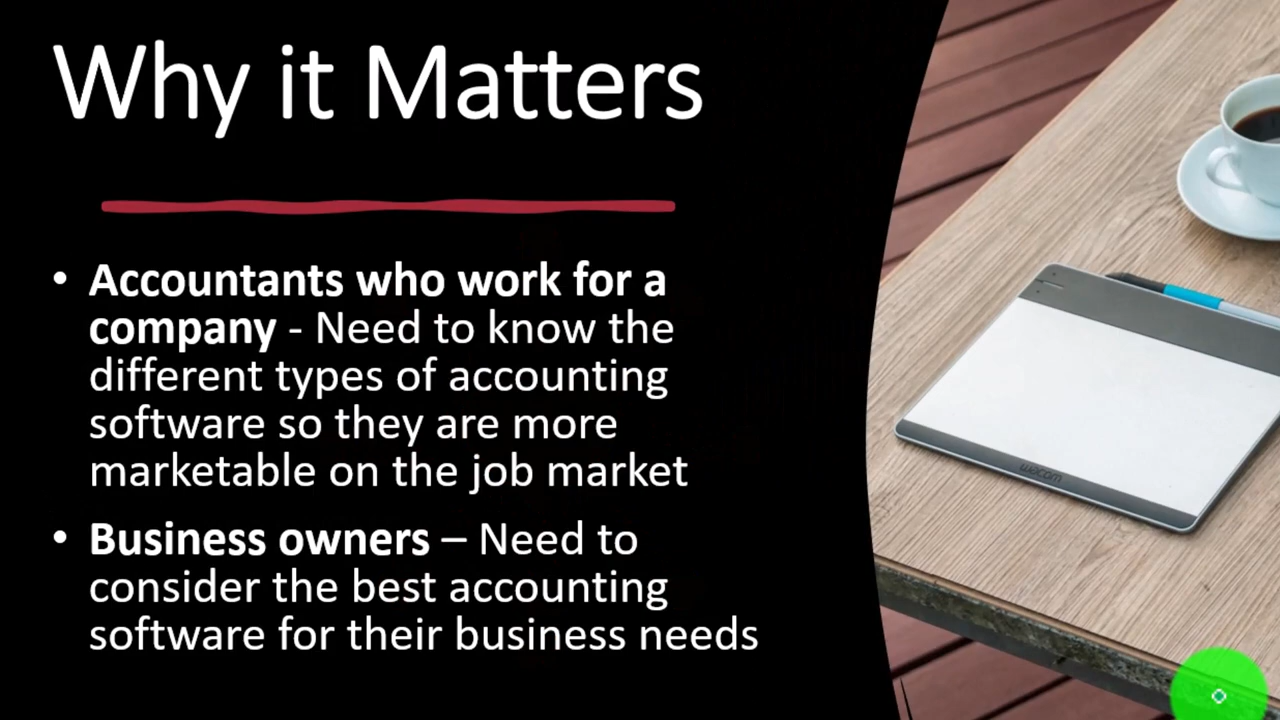 Why it Matters
• Accountants who work for a
company - Need to know the
different types of accounting
software so they are more
marketable on the job market
• Business owners – Need to
consider the best accounting
software for their business needs
wacom